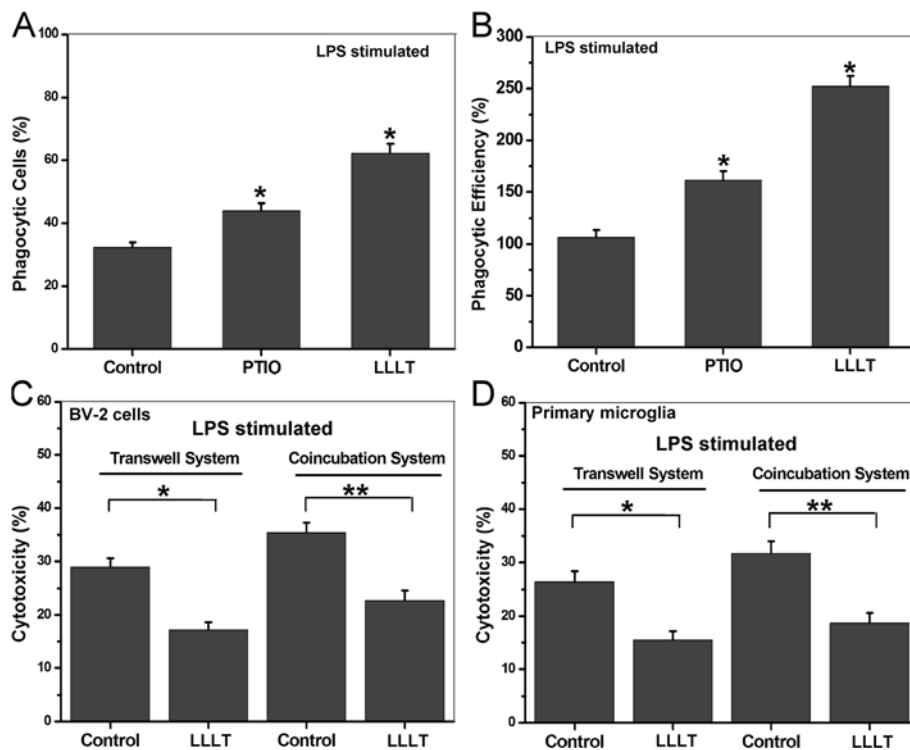 A
LPS stimulated
Phagocytic Cells (%)
100
80
60
40
20
0
*
*
Control PTIO LLLT
B
LPS stimulated
Phagocytic Efficiency (%)
300
250
200
150
100
50
0
*
*
Control PTIO LLLT
C
BV-2 cells
LPS stimulated
Transwell System Coincubation System
* **
Cytotoxicity (%)
60
50
40
30
20
10
0
Control LLLT Control LLLT
D
Primary microglia
LPS stimulated
Transwell System Coincubation System
* **
Cytotoxicity (%)
60
50
40
30
20
10
0
Control LLLT Control LLLT